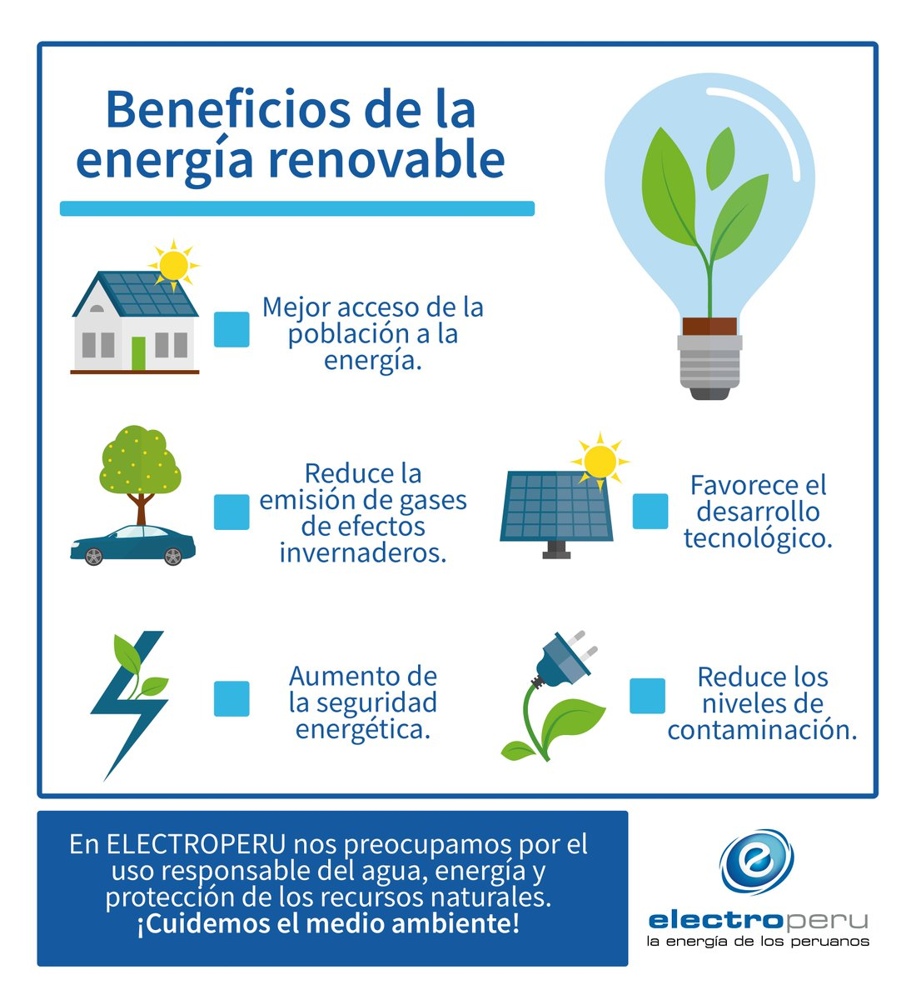 Beneficios de la
energía renovable
Mejor acceso de la
población a la
energía.
Reduce la
emisión de gases
de efectos
invernaderos.
Favorece el
desarrollo
tecnológico.
Aumento de
la seguridad
energética.
Reduce los
niveles de
contaminación.
En ELECTROPERU nos preocupamos por el
uso responsable del agua, energía y
protección de los recursos naturales.
¡Cuidemos el medio ambiente!
e
electroperu
la energía de los peruanos